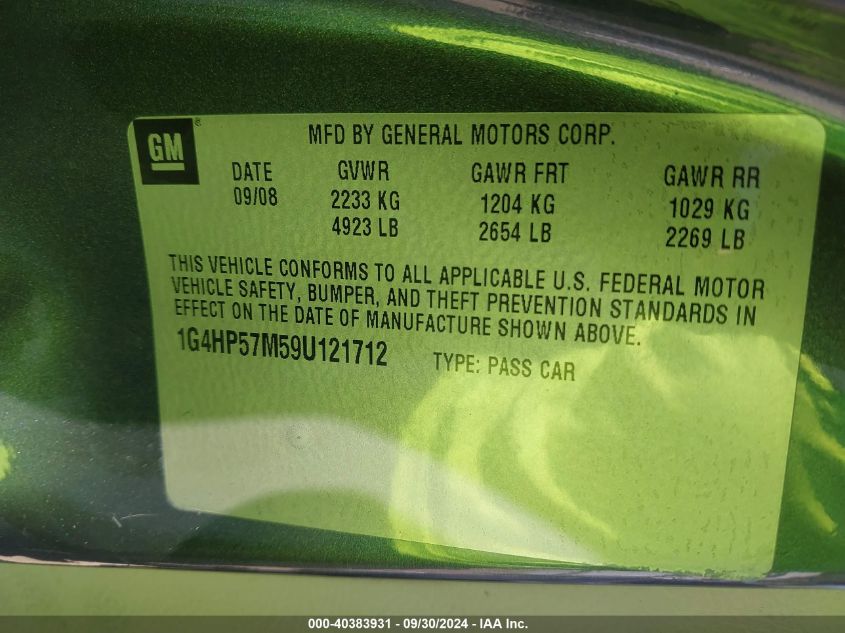 GM ®
MFD BY GENERAL MOTORS CORP.
DATE GVWR GAWR FRT GAWR RR
09/08 2233 KG 1204 KG 1029 KG
4923 LB 2654 LB 2269 LB
THIS VEHICLE CONFORMS TO ALL APPLICABLE U.S. FEDERAL MOTOR
VEHICLE SAFETY, BUMPER, AND THEFT PREVENTION STANDARDS IN
EFFECT ON THE DATE OF MANUFACTURE SHOWN ABOVE.
1G4HP57M59U121712 TYPE: PASS CAR
000-40383931 - 09/30/2024 - IAA Inc.